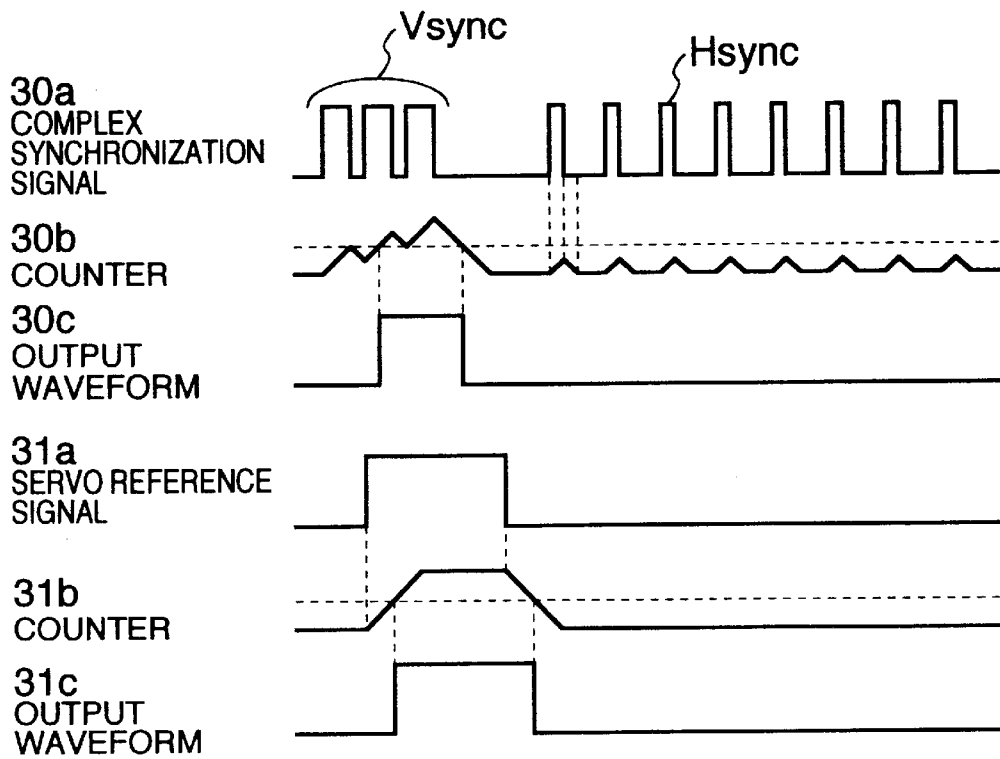 Vsync
Hsync
30a
COMPLEX
SYNCHRONIZATION
SIGNAL
30b
COUNTER
30c
OUTPUT
WAVEFORM
31a
SERVO REFERENCE
SIGNAL
31b
COUNTER
31c
OUTPUT
WAVEFORM